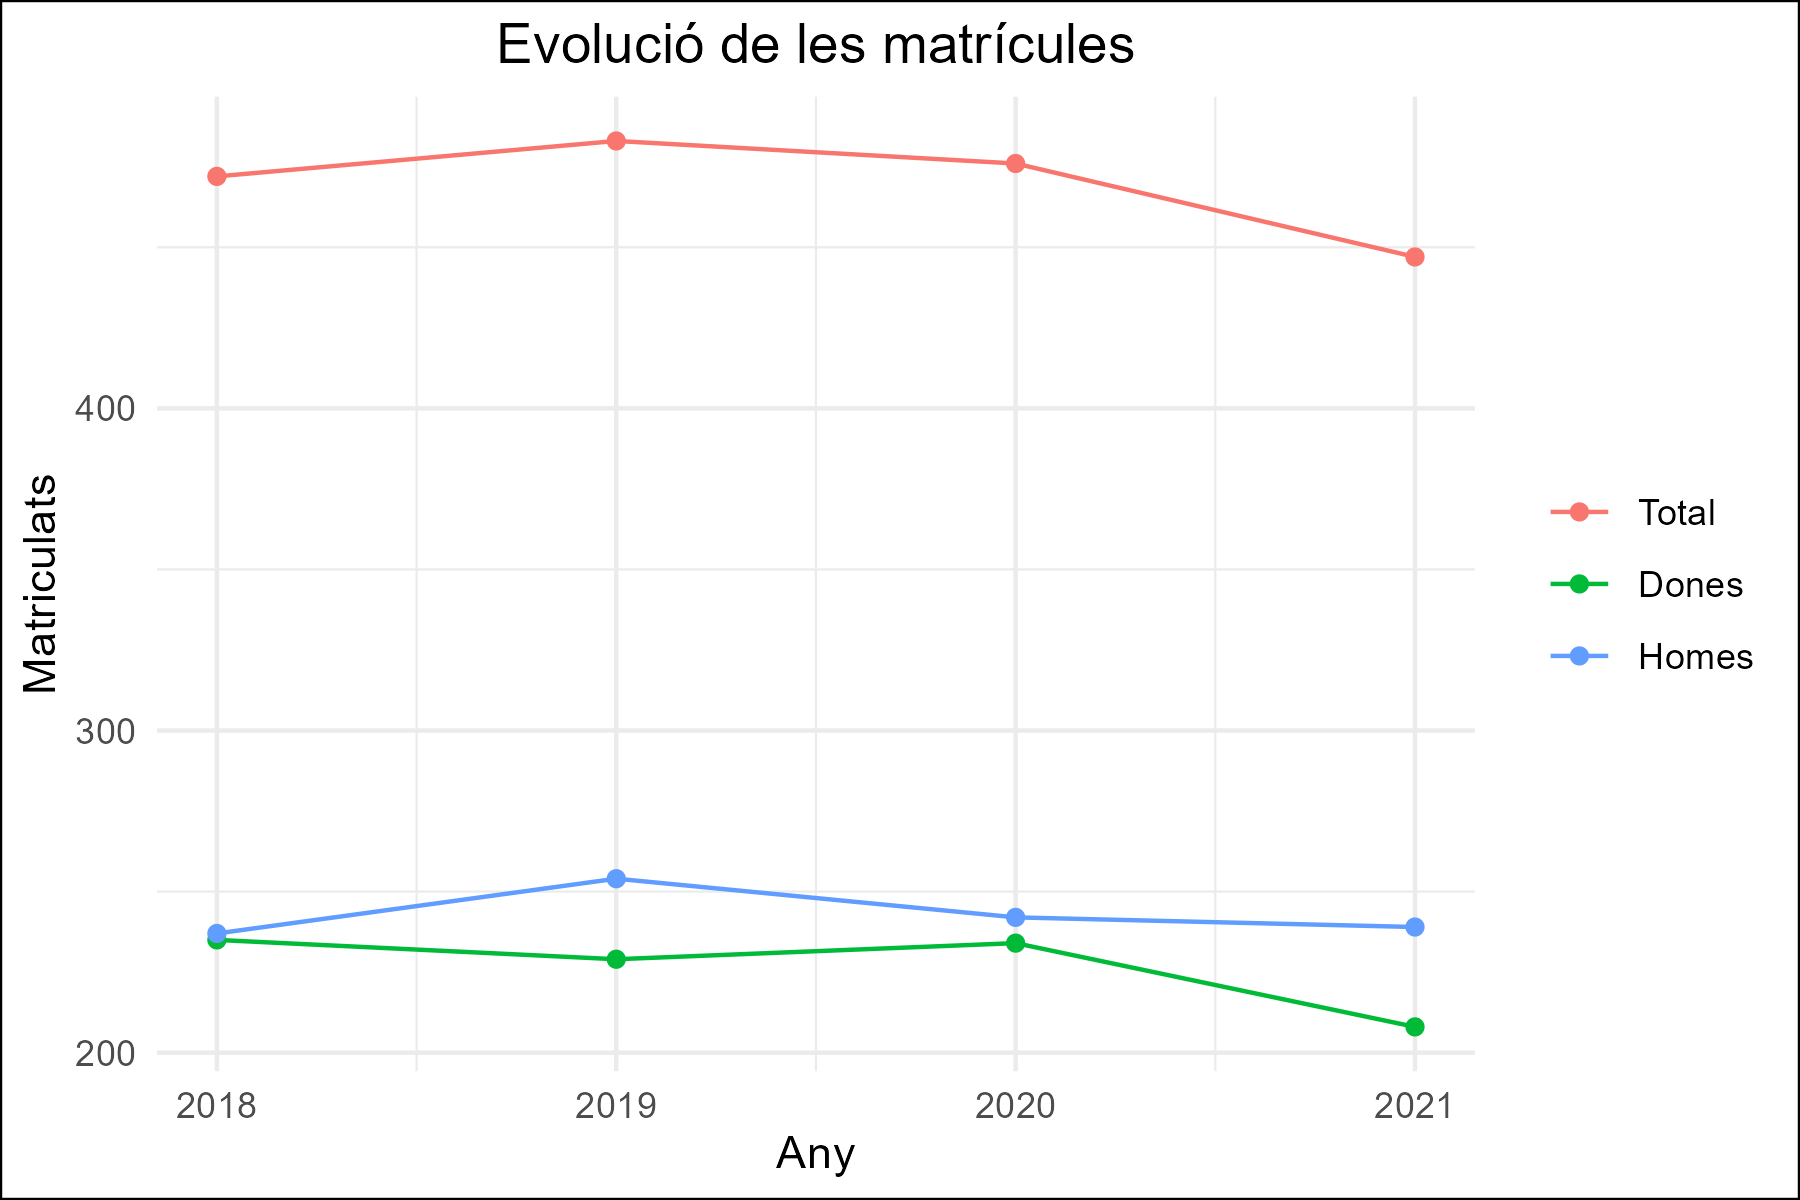 Evolució de les matrícules
Matriculats
400
300
200
2018
2019
2020
2021
Any
Total
Dones
Homes